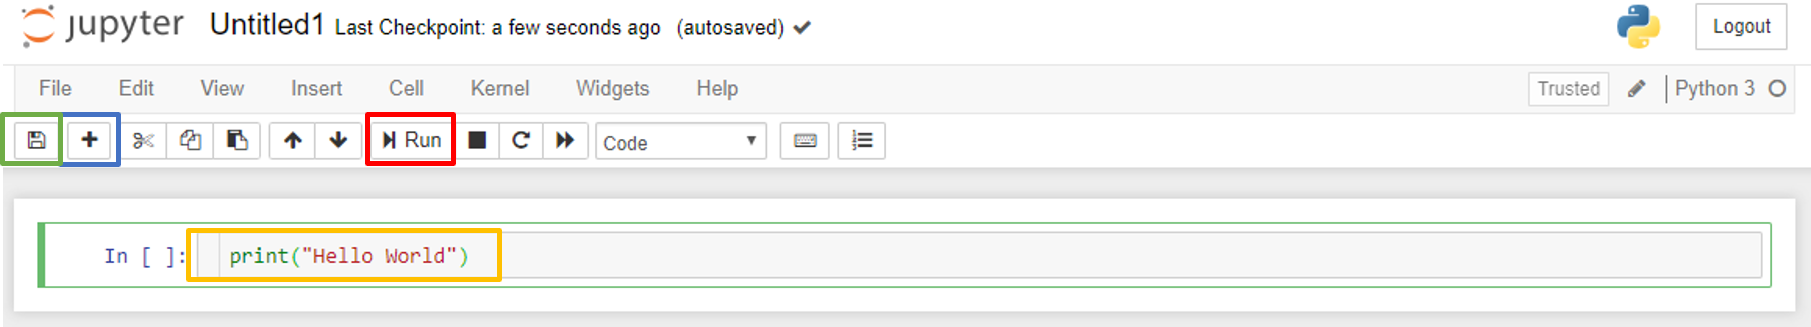 jupyter Untitled1 Last Checkpoint: a few seconds ago (autosaved) Logout
File Edit View Insert Cell Kernel Widgets Help Trusted Python 3
Run Code
In [ ]: print("Hello World")